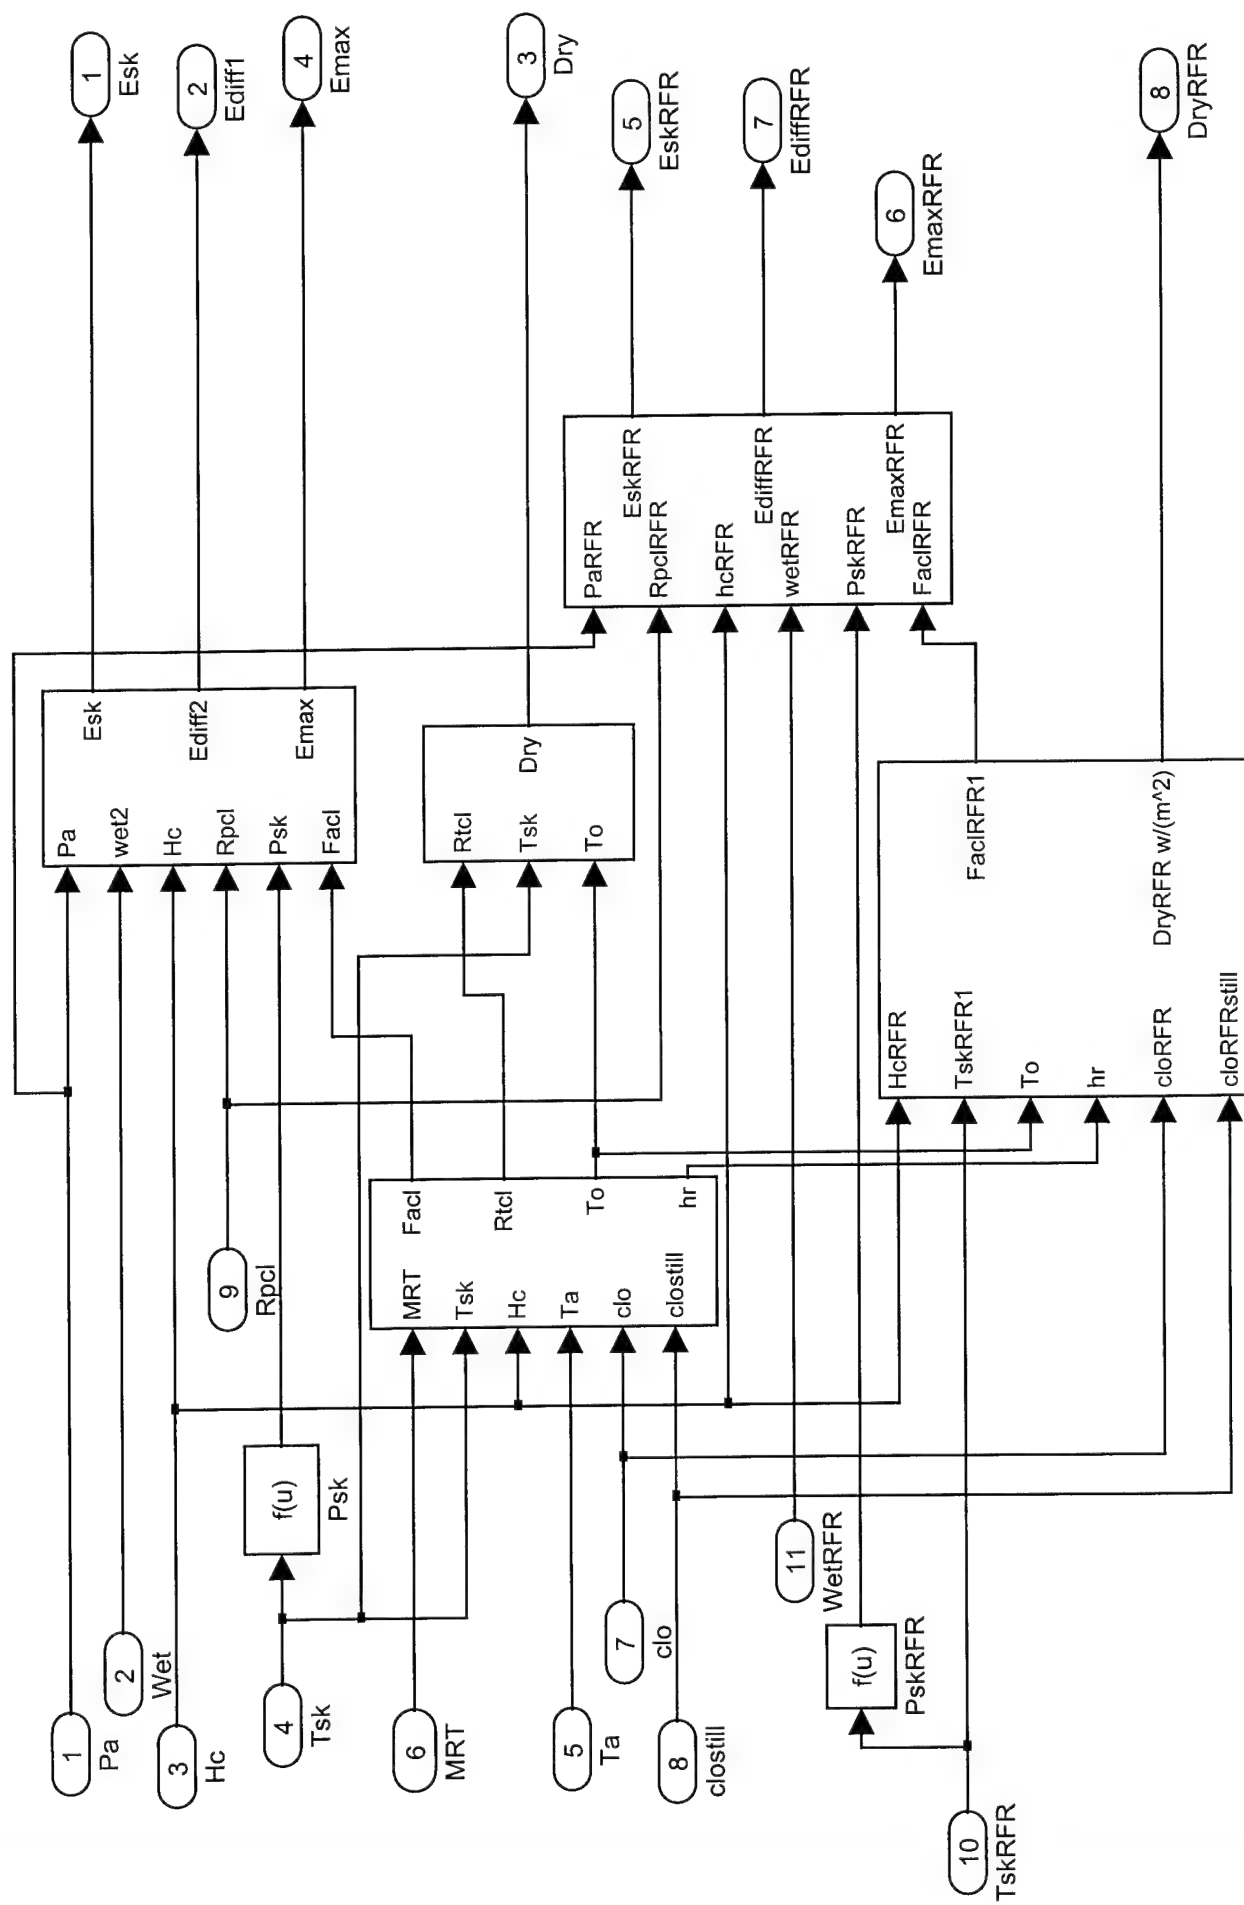 1
Pa
2
Wet
3
Hc
4
Tsk
f(u)
Psk
9
Rpcl
6
MRT
5
Ta
7
clo
8
clostill
11
WetRFR
f(u)
PskRFR
10
TskRFR
MRT
Tsk
Hc
Ta
clo
clostill
Facl
Rtcl
To
hr
Pa
wet2
Hc
Rpcl
Psk
Facl
Esk
Ediff2
Emax
Rtcl
Tsk
To
Dry
HcRFR
TskRFR1
To
hr
cloRFR
cloRFRstill
FaclRFR1
DryRFR w/(m^2)
PaRFR
RpclRFR
hcRFR
wetRFR
PskRFR
FaclRFR
EskRFR
EdiffRFR
EmaxRFR
1
Esk
2
Ediff1
4
Emax
3
Dry
5
EskRFR
7
EdiffRFR
6
EmaxRFR
8
DryRFR